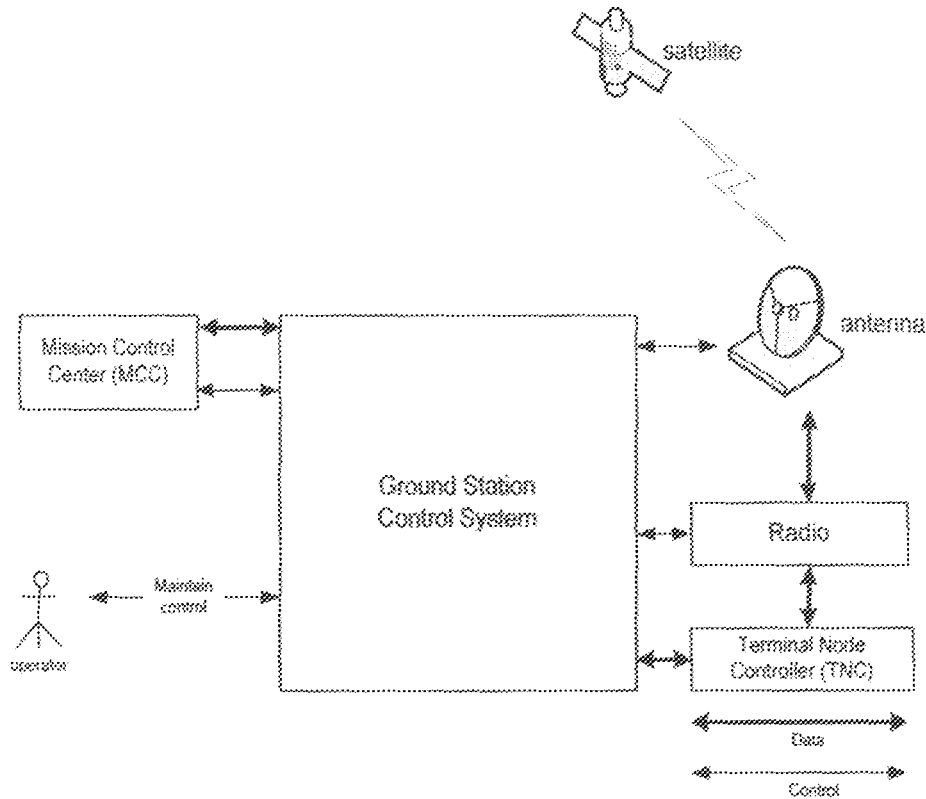 satellite
antenna
Mission Control
Center (MCC)
Ground Station
Control System
Radio
Maintain
control
operator
Terminal Node
Controller (TNC)
Data
Control